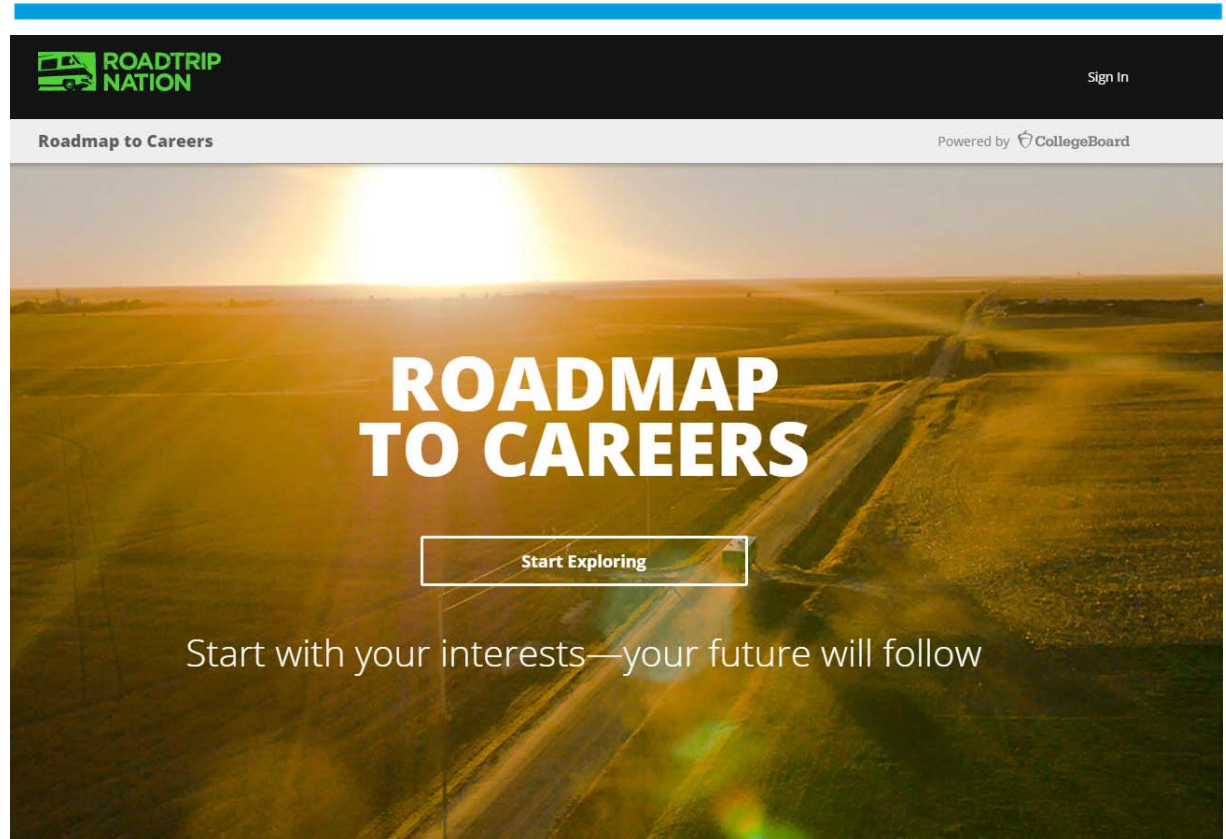 ROADTRIP
NATION
Sign In
Roadmap to Careers
Powered by CollegeBoard
ROADMAP
TO CAREERS
Start Exploring
Start with your interests—your future will follow